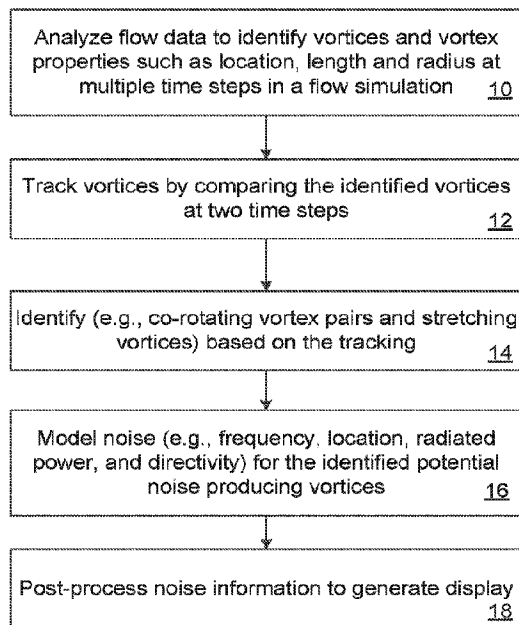 Analyze flow data to identify vortices and vortex
properties such as location, length and radius at
multiple time steps in a flow simulation 10
Track vortices by comparing the identified vortices
at two time steps 12
Identify (e.g., co-rotating vortex pairs and stretching
vortices) based on the tracking 14
Model noise (e.g., frequency, location, radiated
power, and directivity) for the identified potential
noise producing vortices 16
Post-process noise information to generate display
18